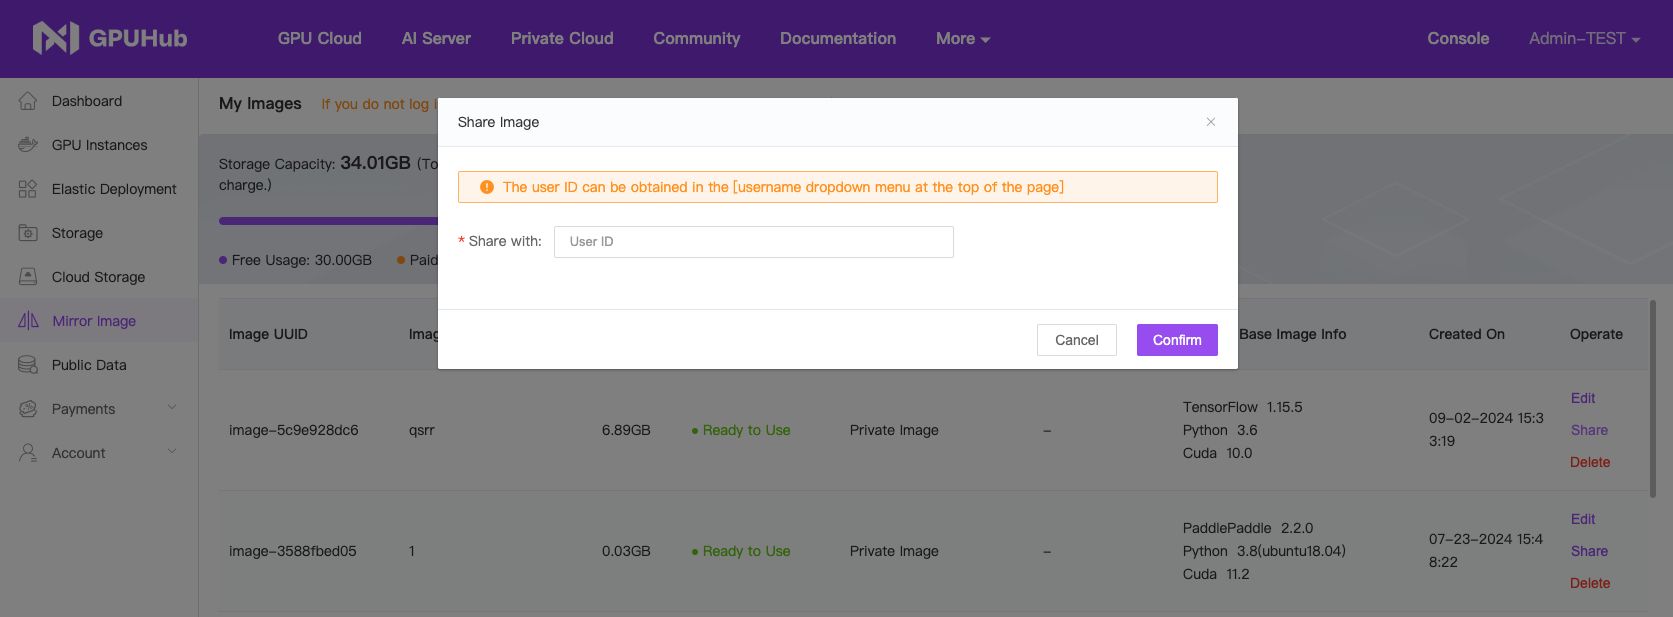 GPUHub
GPU Cloud
AI Server
Private Cloud
Community
Documentation
More
Console
Admin-TEST
Dashboard
GPU Instances
Elastic Deployment
Storage
Cloud Storage
Mirror Image
Public Data
Payments
Account
My Images
If you do not log
Storage Capacity: 34.01GB (To
charge.)
Free Usage: 30.00GB
Paid
Share Image
The user ID can be obtained in the [username dropdown menu at the top of the page]
* Share with:
User ID
Cancel
Confirm
Image UUID
Imag
Base Image Info
Created On
Operate
image-5c9e928dc6
qsrr
6.89GB
Ready to Use
Private Image
-
TensorFlow 1.15.5
Python 3.6
Cuda 10.0
09-02-2024 15:3
3:19
Edit
Share
Delete
image-3588fbed05
1
0.03GB
Ready to Use
Private Image
-
PaddlePaddle 2.2.0
Python 3.8(ubuntu18.04)
Cuda 11.2
07-23-2024 15:4
8:22
Edit
Share
Delete